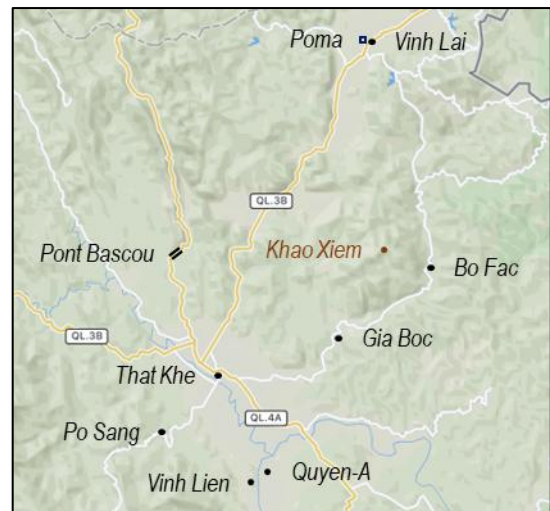 Poma
Vinh Lai
QL.3B
Pont Bascou
Khao Xiem
Bo Fac
QL.3B
Gia Boc
That Khe
QL.4A
Po Sang
Quyen-A
Vinh Lien